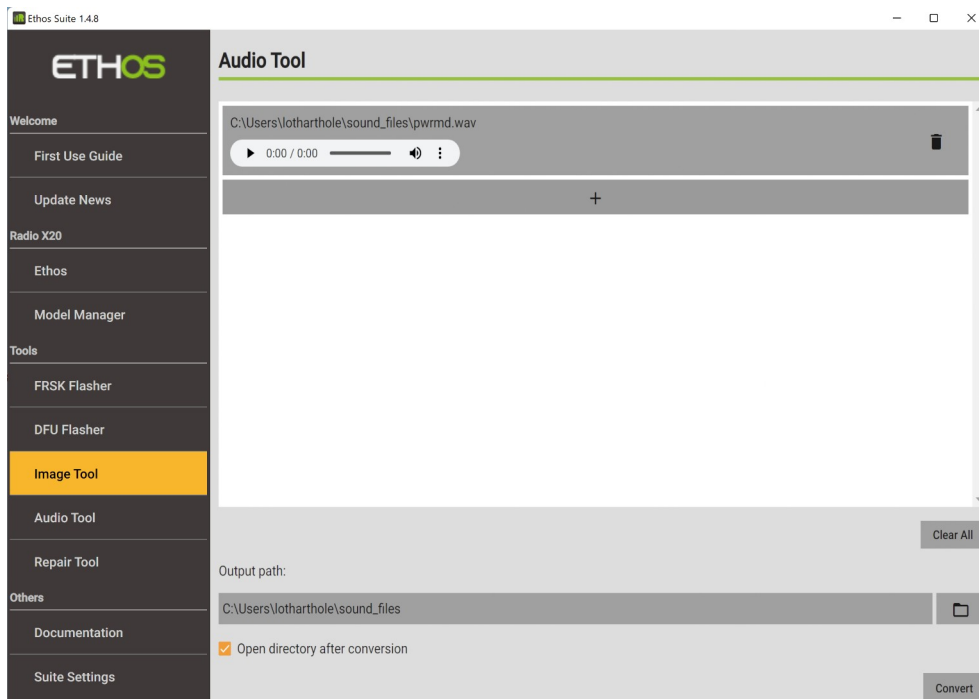 Ethos Suite 1.4.8
ETHOS
Welcome
First Use Guide
Update News
Radio X20
Ethos
Model Manager
Tools
FRSK Flasher
DFU Flasher
Image Tool
Audio Tool
Repair Tool
Others
Documentation
Suite Settings
Audio Tool
C:\Users\lotharthole\sound_files\pwrmd.wav
0:00 / 0:00
+
Clear All
Output path:
C:\Users\lotharthole\sound_files
Open directory after conversion
Convert